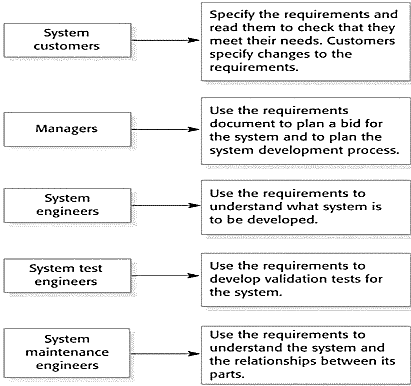 System
customers
Specify the requirements and
read them to check that they
meet their needs. Customers
specify changes to the
requirements.
Managers
Use the requirements
document to plan a bid for
the system and to plan the
system development process.
System
engineers
Use the requirements to
understand what system is
to be developed.
System test
engineers
Use the requirements to
develop validation tests for
the system.
System
maintenance
engineers
Use the requirements to
understand the system and
the relationships between its
parts.